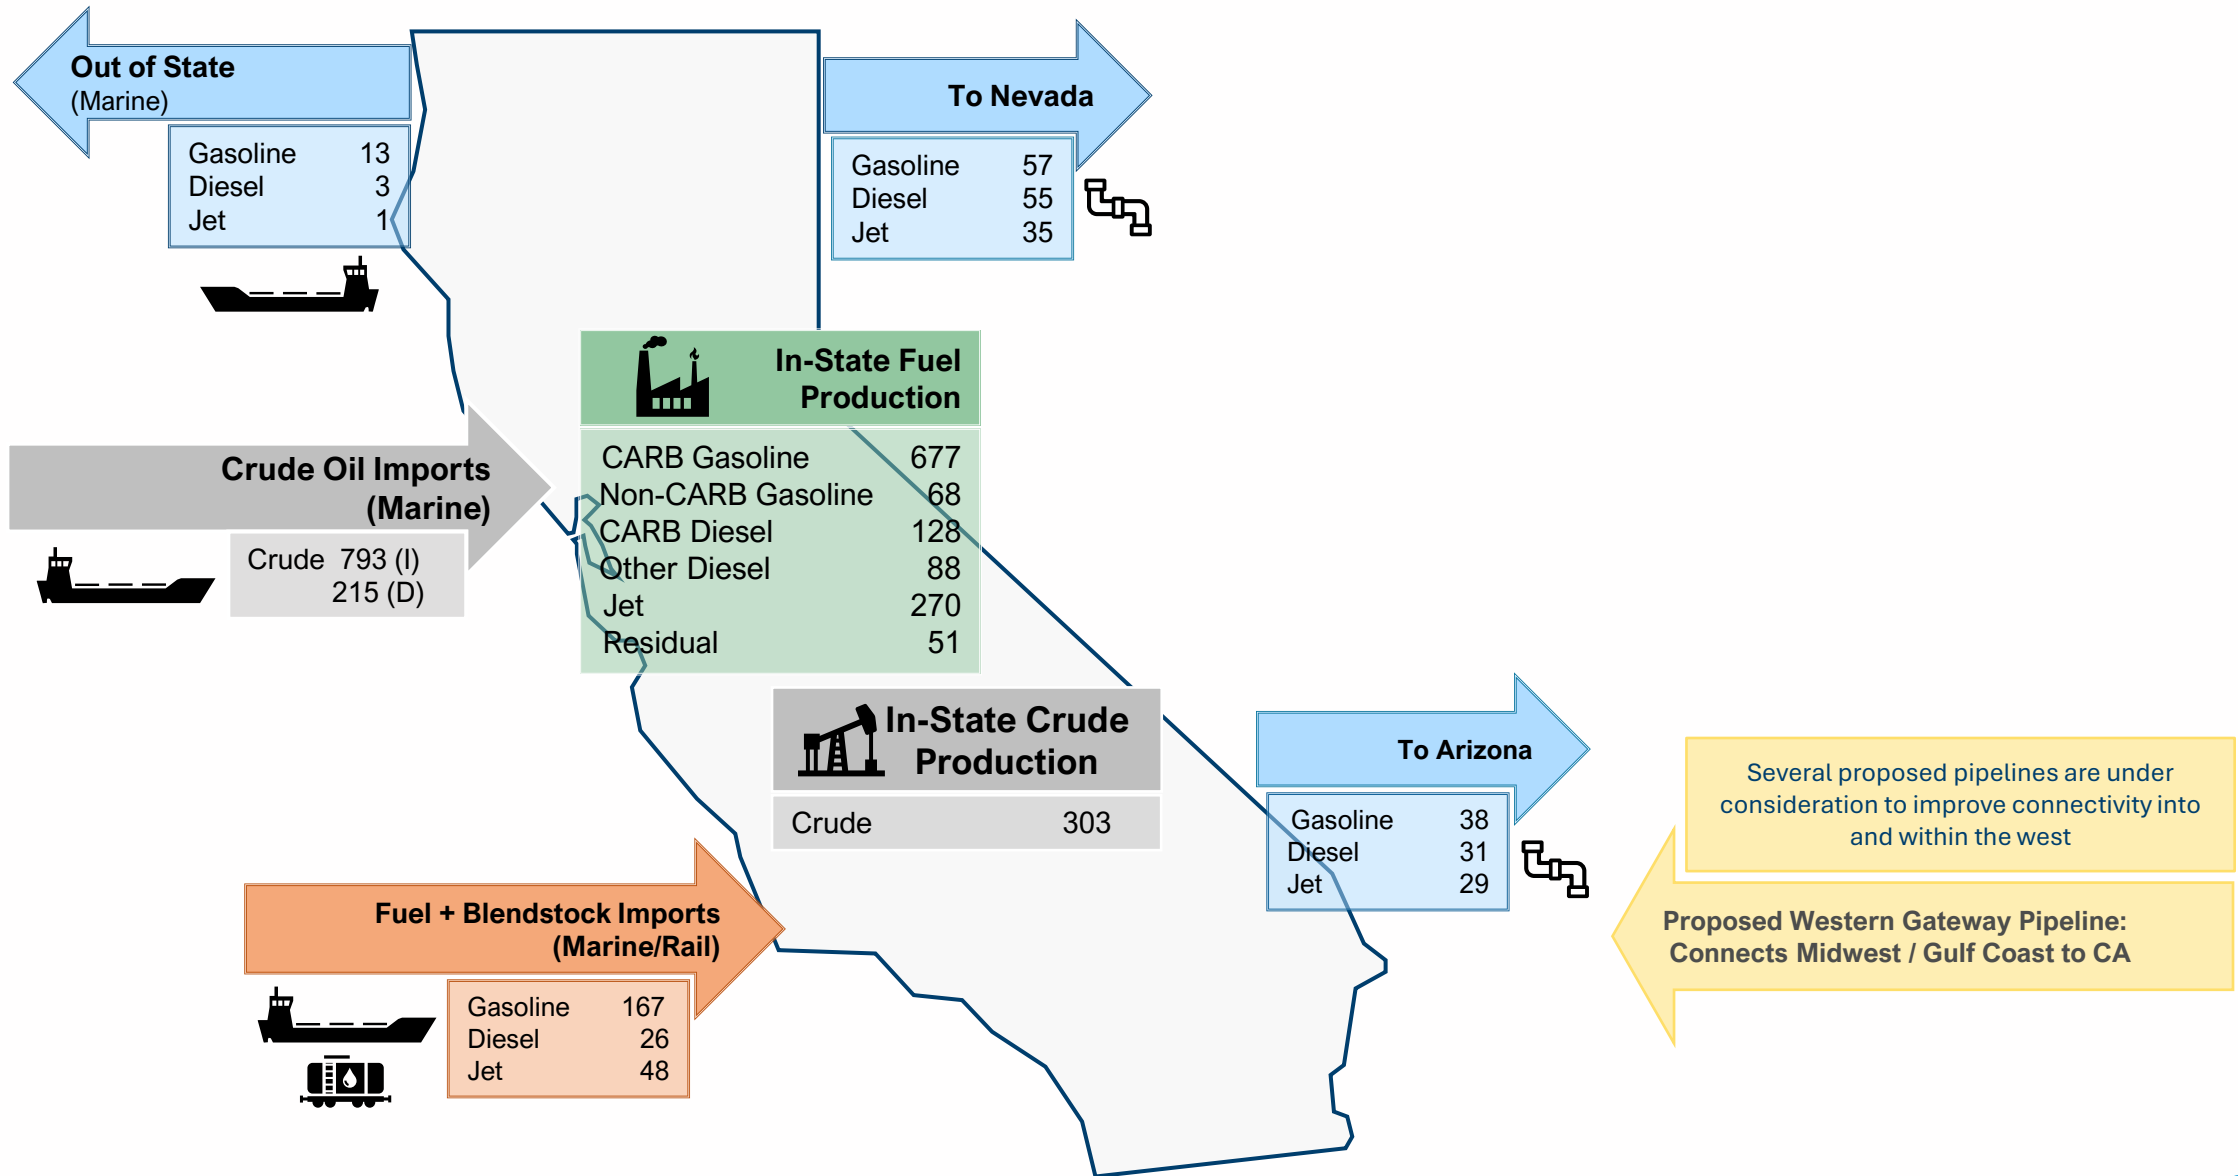 Out of State
(Marine)
Gasoline 13
Diesel 3
Jet 1
To Nevada
Gasoline 57
Diesel 55
Jet 35
In-State Fuel
Production
CARB Gasoline 677
Non-CARB Gasoline 68
CARB Diesel 128
Other Diesel 88
Jet 270
Residual 51
Crude Oil Imports
(Marine)
Crude 793 (I)
215 (D)
In-State Crude
Production
Crude 303
To Arizona
Gasoline 38
Diesel 31
Jet 29
Several proposed pipelines are under
consideration to improve connectivity into
and within the west
Proposed Western Gateway Pipeline:
Connects Midwest / Gulf Coast to CA
Fuel + Blendstock Imports
(Marine/Rail)
Gasoline 167
Diesel 26
Jet 48